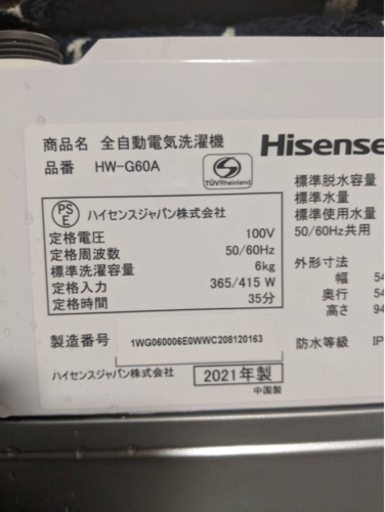 商品名 全自動電気洗濯機
Hisense
品番 HW-G60A
TÜVRheinland
PS
E
ハイセンスジャパン株式会社
定格電圧 100V
定格周波数 50/60Hz
標準洗濯容量 6kg
定格入力 365/415 W
定格時間 35分
製造番号 1WG060006E0WWC208120163
ハイセンスジャパン株式会社 2021年製
中国製
標準脱水容量
標準水量
標準使用水量
50/60Hz共用
外形寸法
幅 54
奥行 54
高さ 94
防水等級 IP